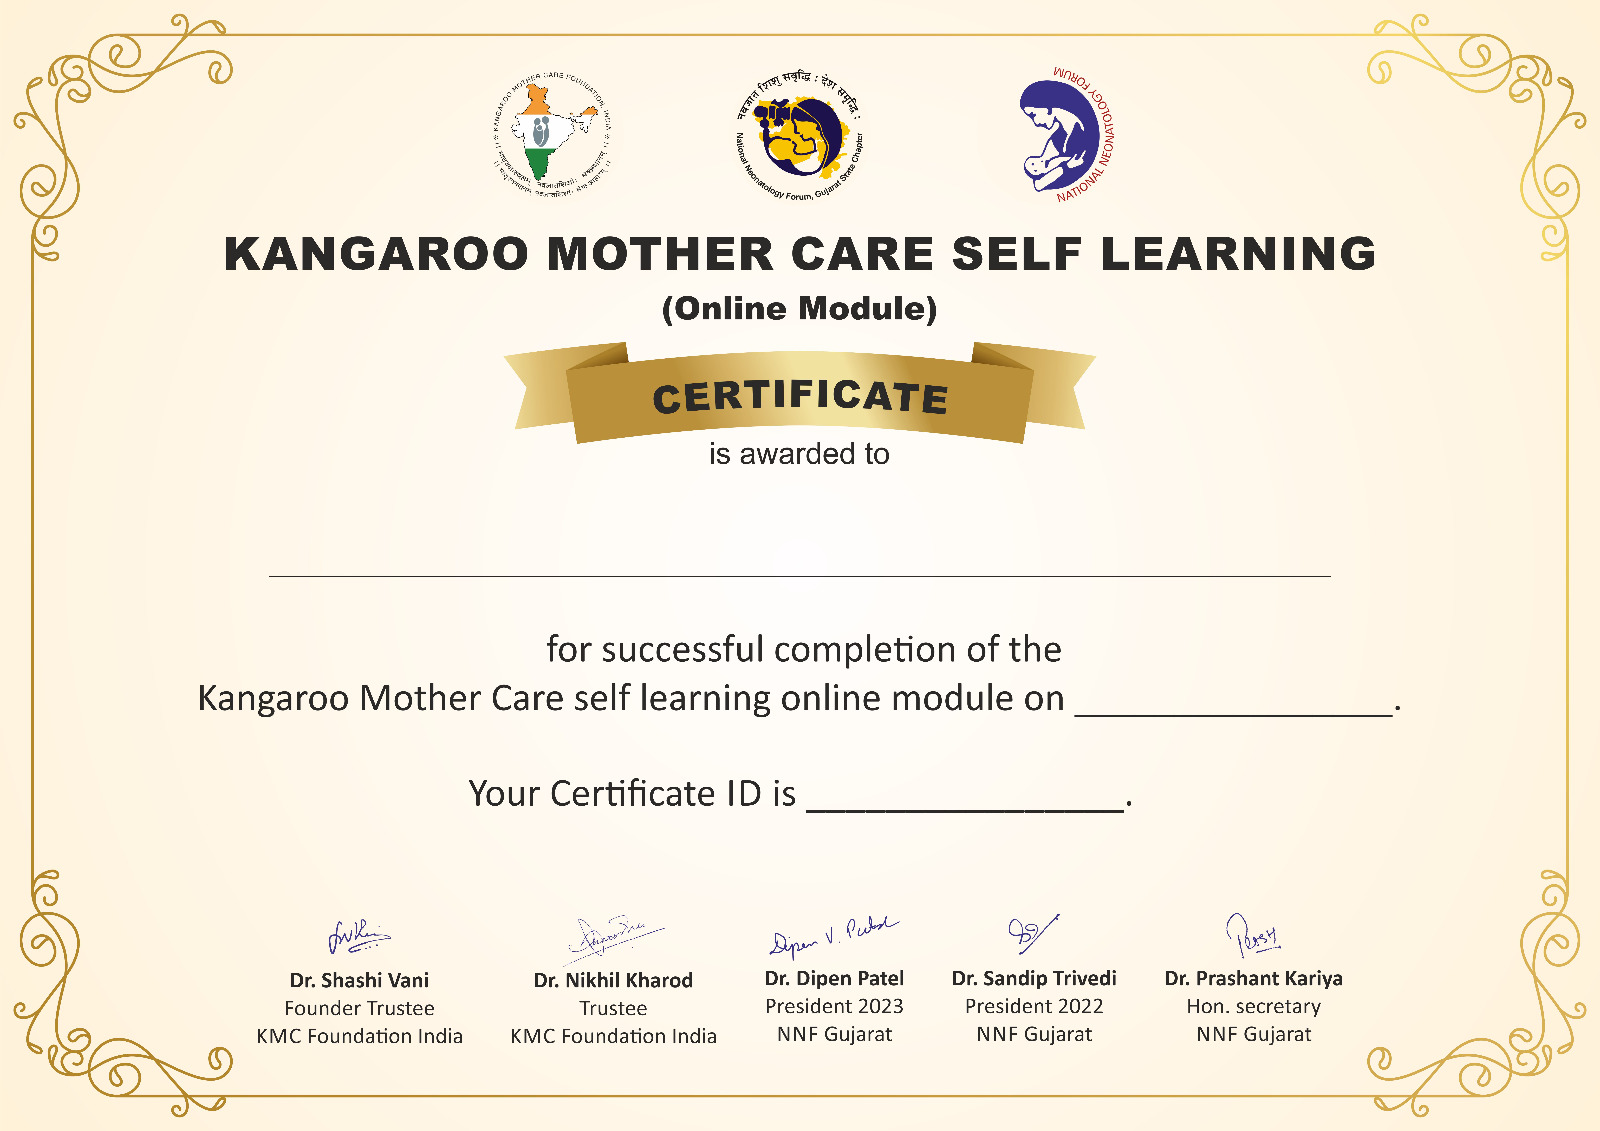 KANGAROO MOTHER CARE FOUNDATION, INDIA
नवजात शिशु संवृद्धि : देश समृद्धि :
National Neonatology Forum, Gujarat State Chapter
NATIONAL NEONATOLOGY FORUM
KANGAROO MOTHER CARE SELF LEARNING
(Online Module)
CERTIFICATE
is awarded to
for successful completion of the
Kangaroo Mother Care self learning online module on ________________.
Your Certificate ID is ________________.
Dipen V. Patel
Dr. Shashi Vani
Founder Trustee
KMC Foundation India
Dr. Nikhil Kharod
Trustee
KMC Foundation India
Dr. Dipen Patel
President 2023
NNF Gujarat
Dr. Sandip Trivedi
President 2022
NNF Gujarat
Dr. Prashant Kariya
Hon. secretary
NNF Gujarat